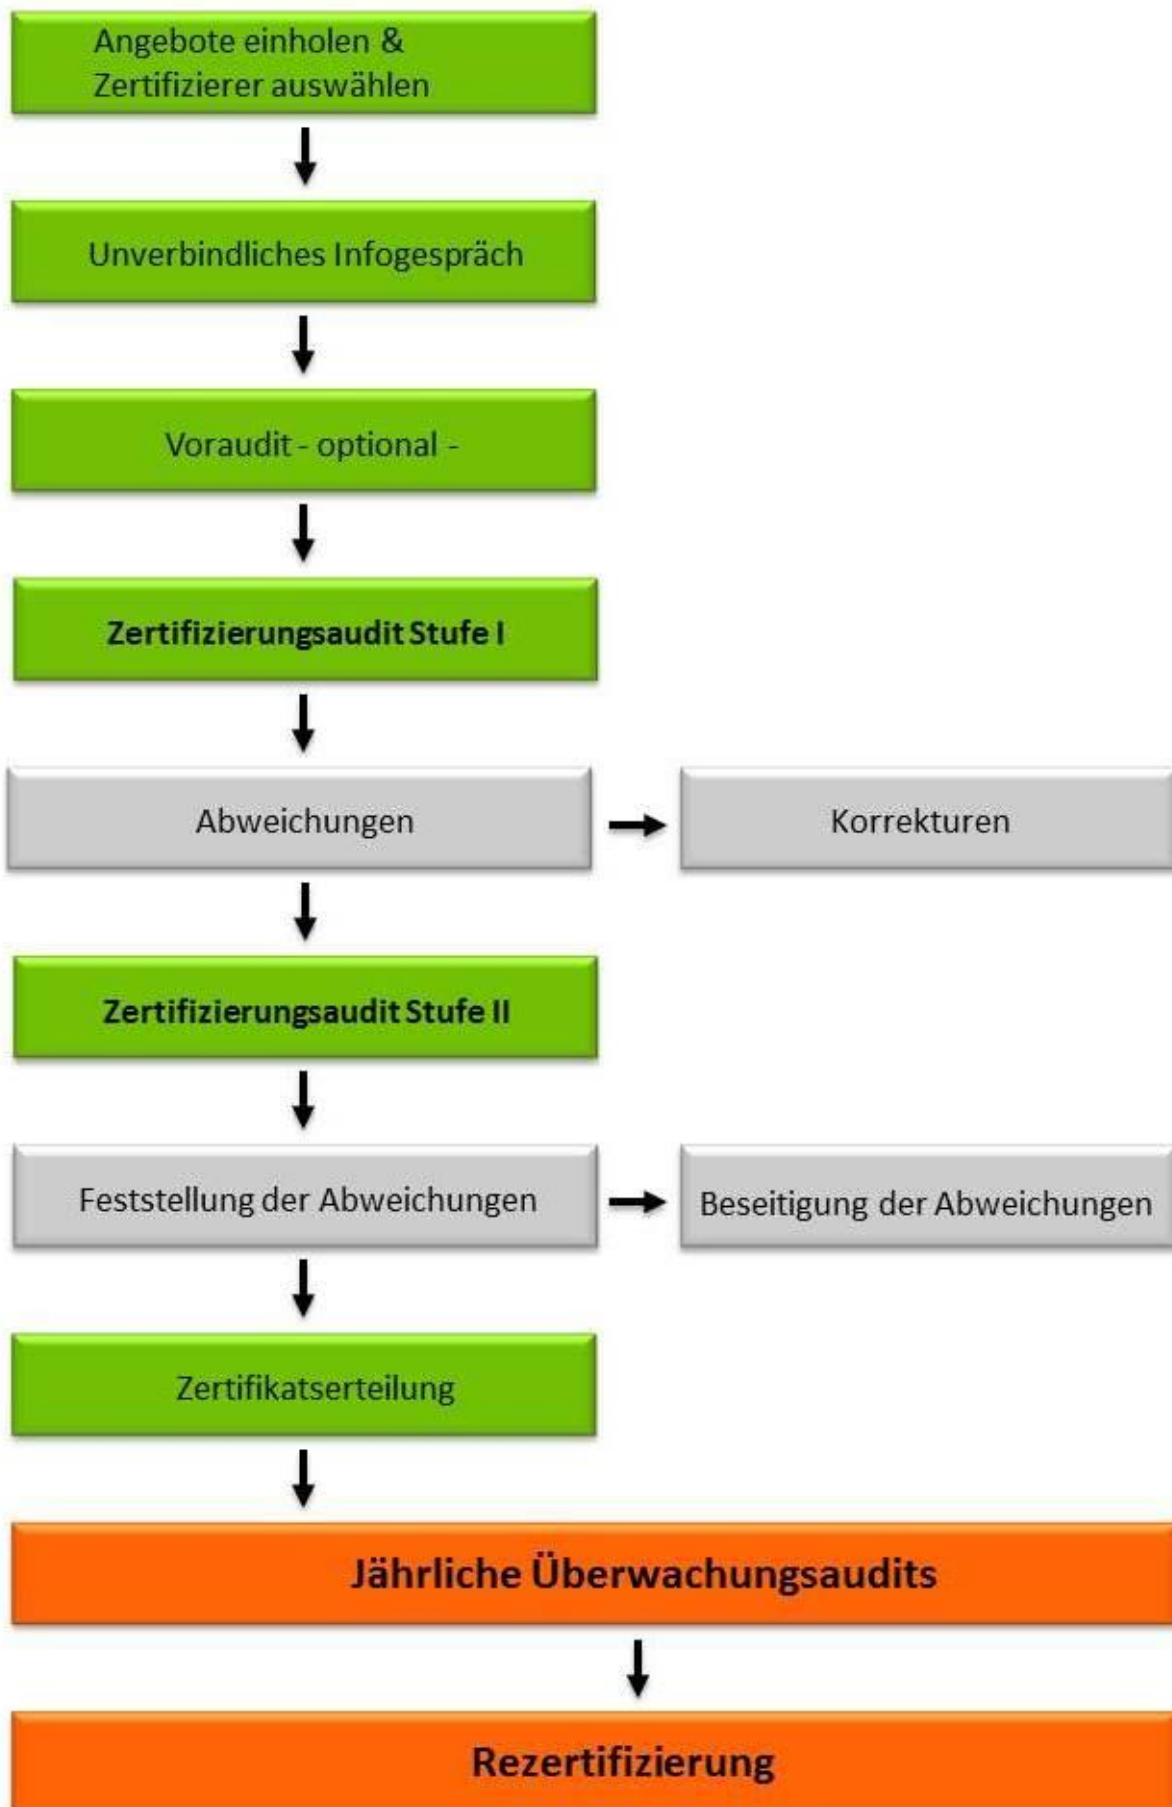 Angebote einholen &
Zertifizierer auswählen
Unverbindliches Infogespräch
Voraudit - optional -
Zertifizierungsaudit Stufe I
Abweichungen
Korrekturen
Zertifizierungsaudit Stufe II
Feststellung der Abweichungen
Beseitigung der Abweichungen
Zertifikatserteilung
Jährliche Überwachungsaudits
Rezertifizierung